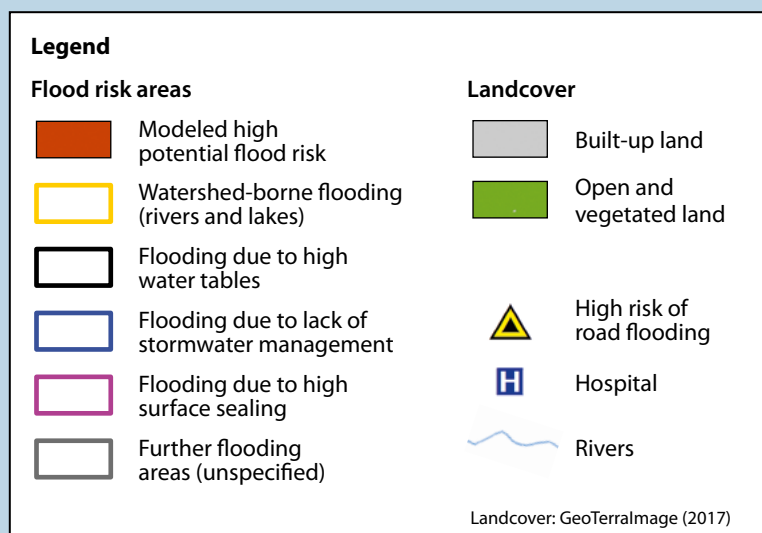 Legend
Flood risk areas
Modeled high
potential flood risk
Watershed-borne flooding
(rivers and lakes)
Flooding due to high
water tables
Flooding due to lack of
stormwater management
Flooding due to high
surface sealing
Further flooding
areas (unspecified)
Landcover
Built-up land
Open and
vegetated land
High risk of
road flooding
H
Hospital
Rivers
Landcover: GeoTerraImage (2017)